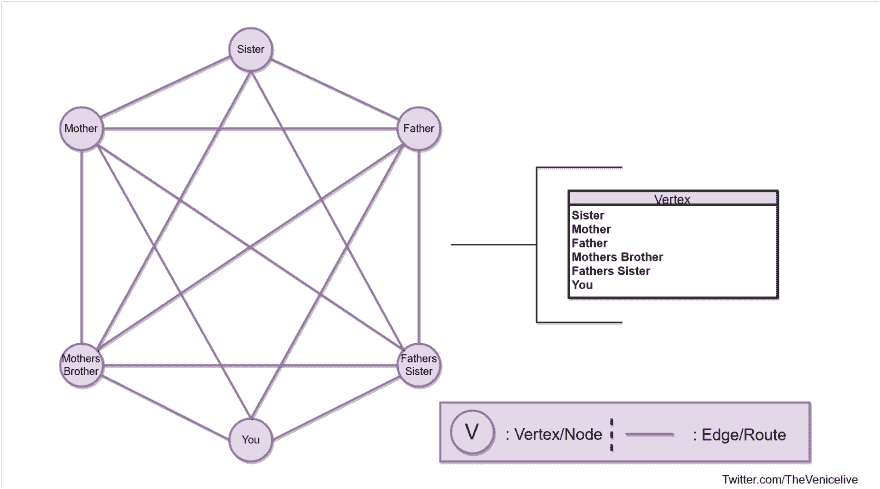 Sister
Mother
Father
Mothers
Brother
Fathers
Sister
You
Vertex
Sister
Mother
Father
Mothers Brother
Fathers Sister
You
V : Vertex/Node : Edge/Route
Twitter.com/TheVenicelive